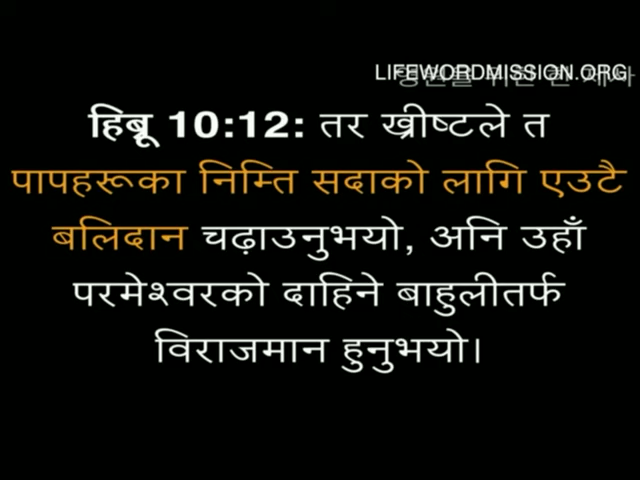 LIFEWORDMISSION.ORG
हिब्रू 10:12: तर ख्रीष्टले त
पापहरूका निम्ति सदाको लागि एउटै
बलिदान चढ़ाउनुभयो, अनि उहाँ
परमेश्वरको दाहिने बाहुलीतर्फ
विराजमान हुनुभयो।